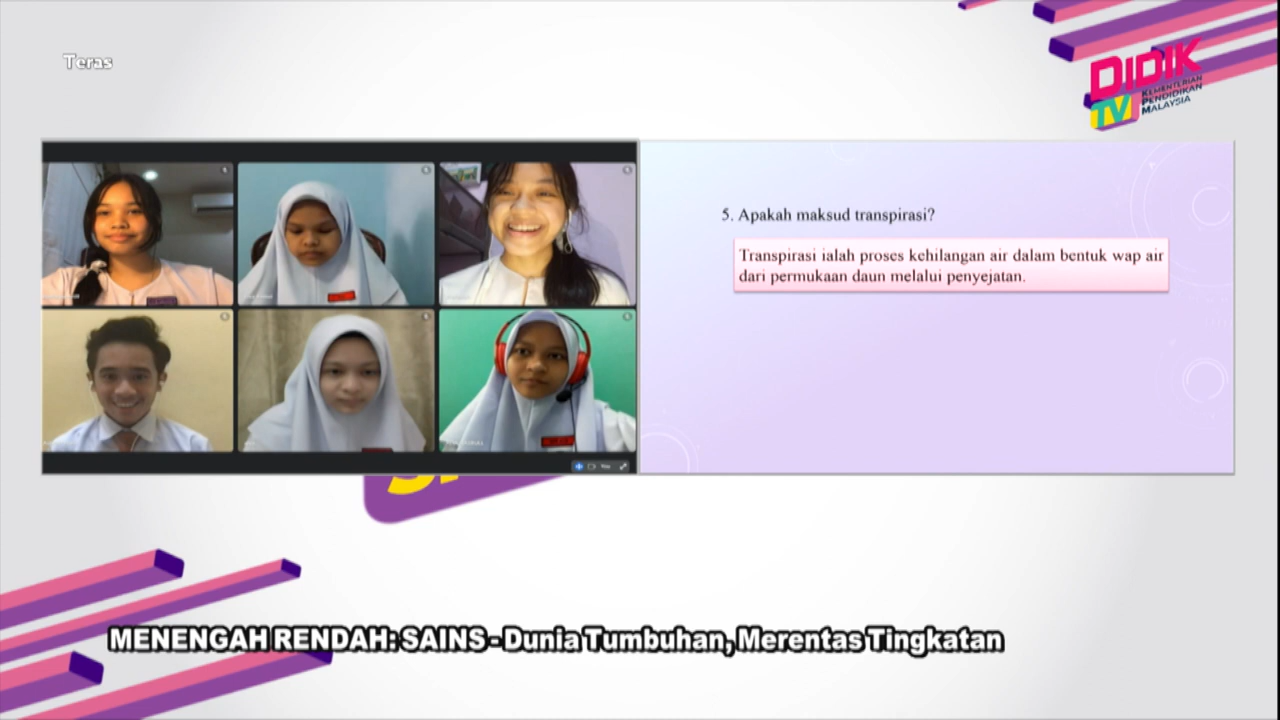 Teras
DIDIK
TV
KEMENTERIAN
PENDIDIKAN
MALAYSIA
5. Apakah maksud transpirasi?
Transpirasi ialah proses kehilangan air dalam bentuk wap air
dari permukaan daun melalui penyejatan.
MENENGAH RENDAH: SAINS - Dunia Tumbuhan, Merentas Tingkatan